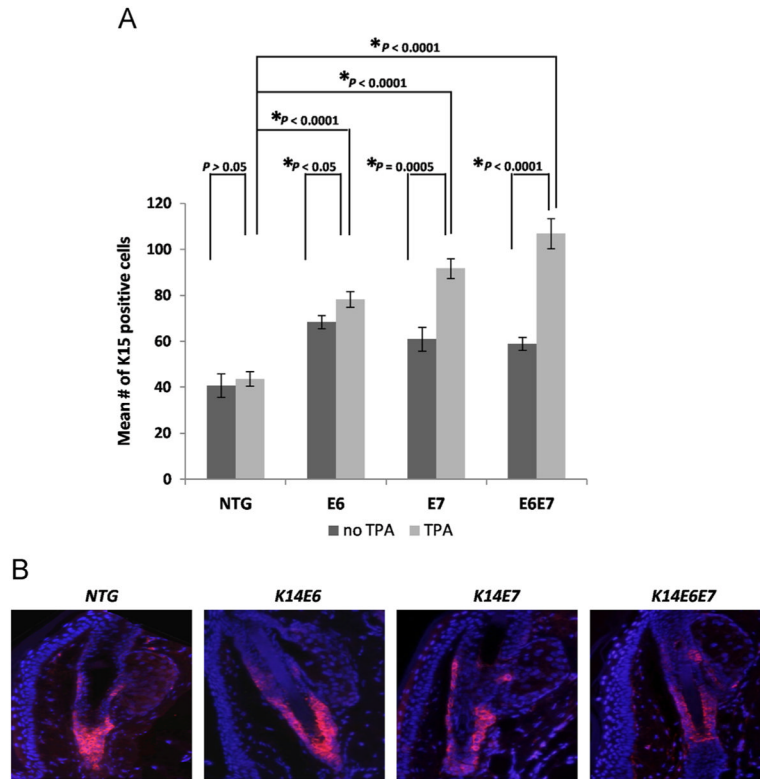 A
*P < 0.0001
*P < 0.0001
*P < 0.0001
P > 0.05 *P < 0.05 *P = 0.0005 *P < 0.0001
Mean # of K15 positive cells
120
100
80
60
40
20
0
NTG E6 E7 E6E7
no TPA TPA
B
NTG K14E6 K14E7 K14E6E7